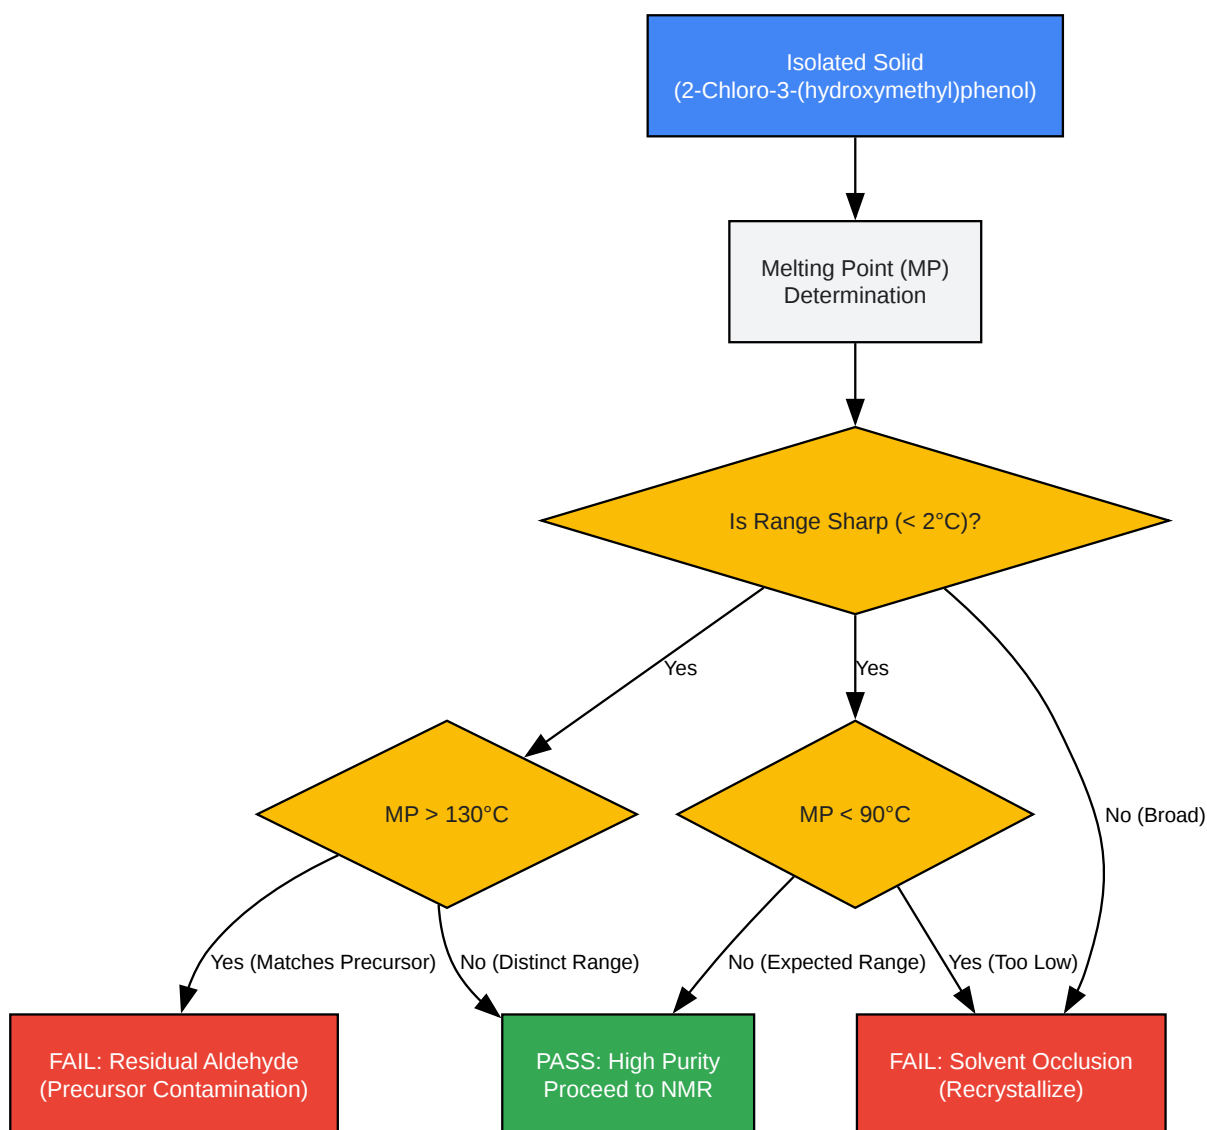 Isolated Solid
(2-Chloro-3-(hydroxymethyl)phenol)
Melting Point (MP)
Determination
Is Range Sharp (< 2°C)?
Yes
Yes
MP > 130°C
MP < 90°C
No (Broad)
Yes (Matches Precursor)
No (Distinct Range)
No (Expected Range)
Yes (Too Low)
FAIL: Residual Aldehyde
(Precursor Contamination)
PASS: High Purity
Proceed to NMR
FAIL: Solvent Occlusion
(Recrystallize)